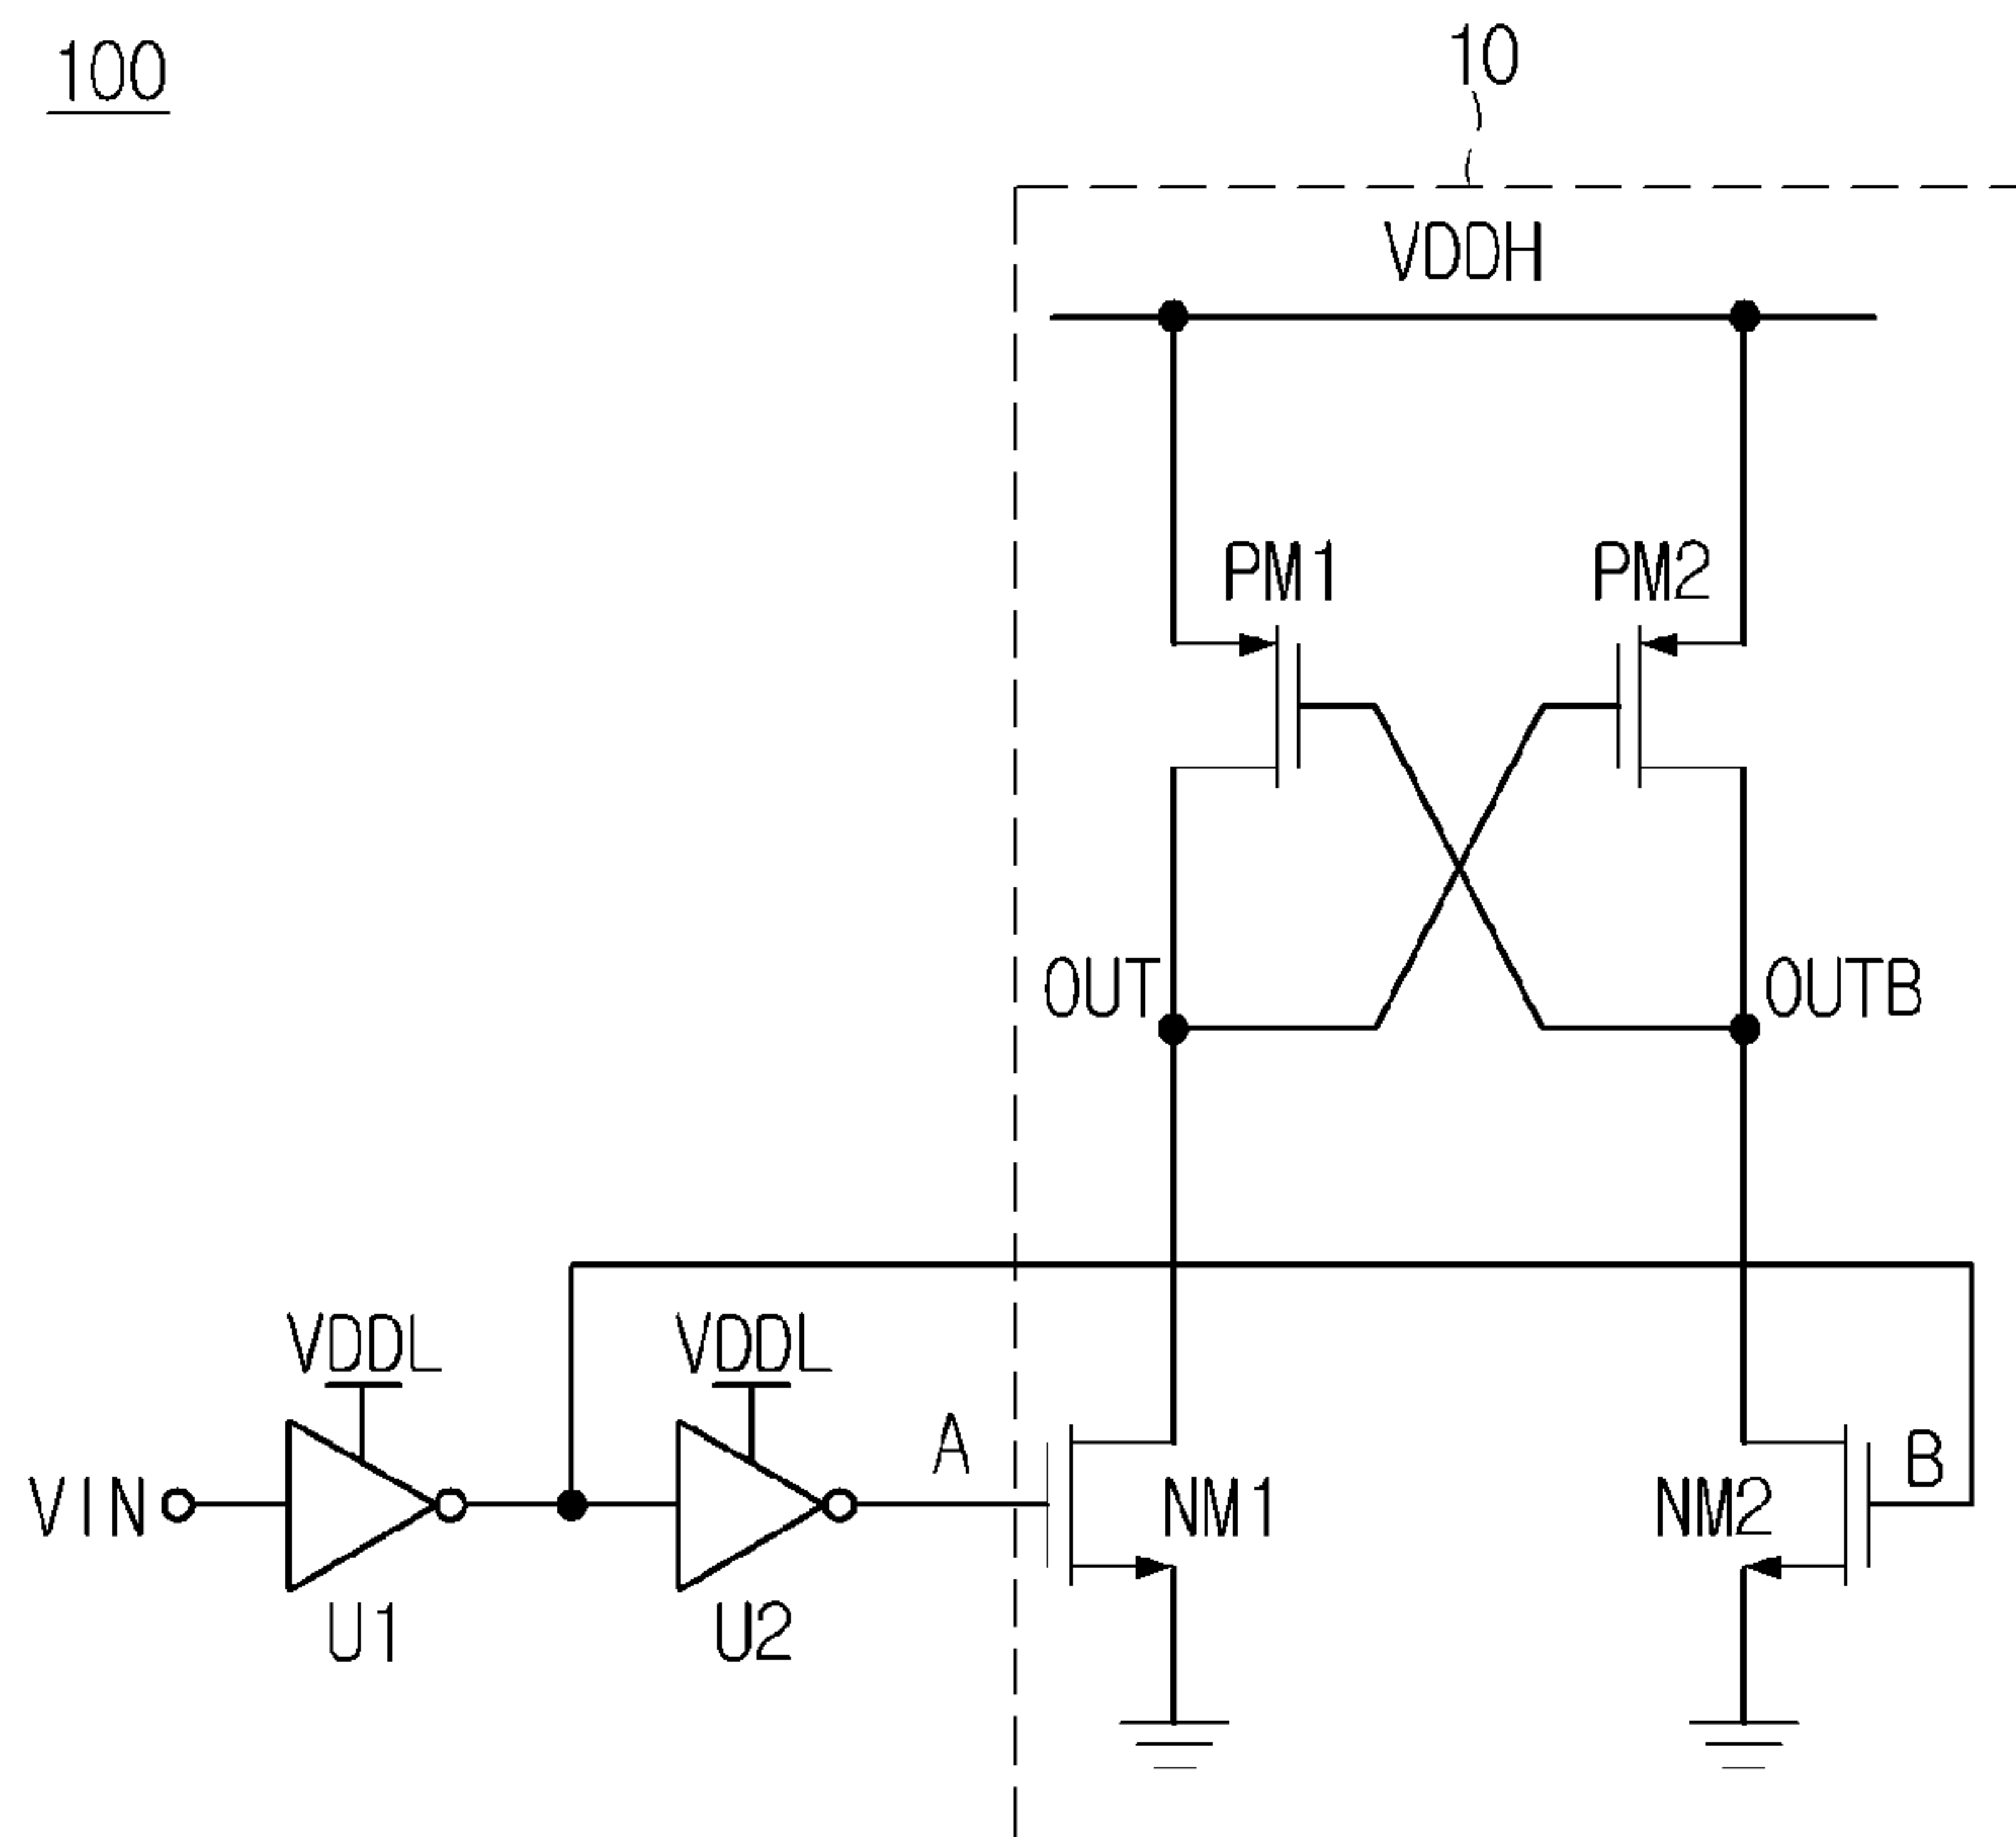 100
10
VDDH
PM1
PM2
OUT
OUTB
VDDL
VDDL
A
B
VIN
NM1
NM2
U1
U2